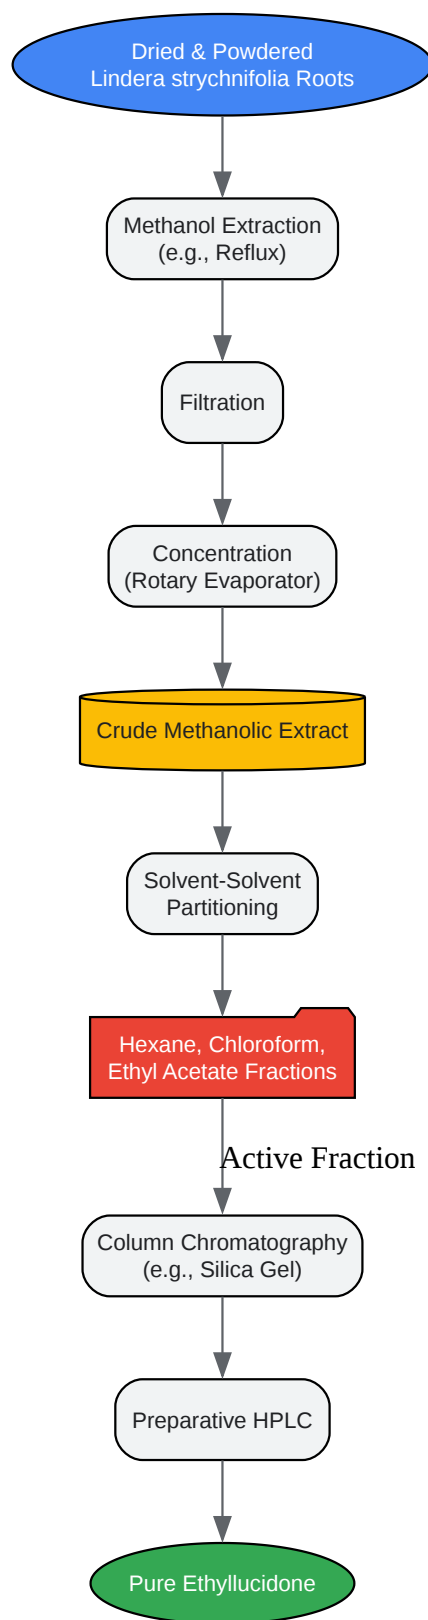 Dried & Powdered
Lindera strychnifolia Roots
Methanol Extraction
(e.g., Reflux)
Filtration
Concentration
(Rotary Evaporator)
Crude Methanolic Extract
Solvent-Solvent
Partitioning
Hexane, Chloroform,
Ethyl Acetate Fractions
Active Fraction
Column Chromatography
(e.g., Silica Gel)
Preparative HPLC
Pure Ethyllucidone